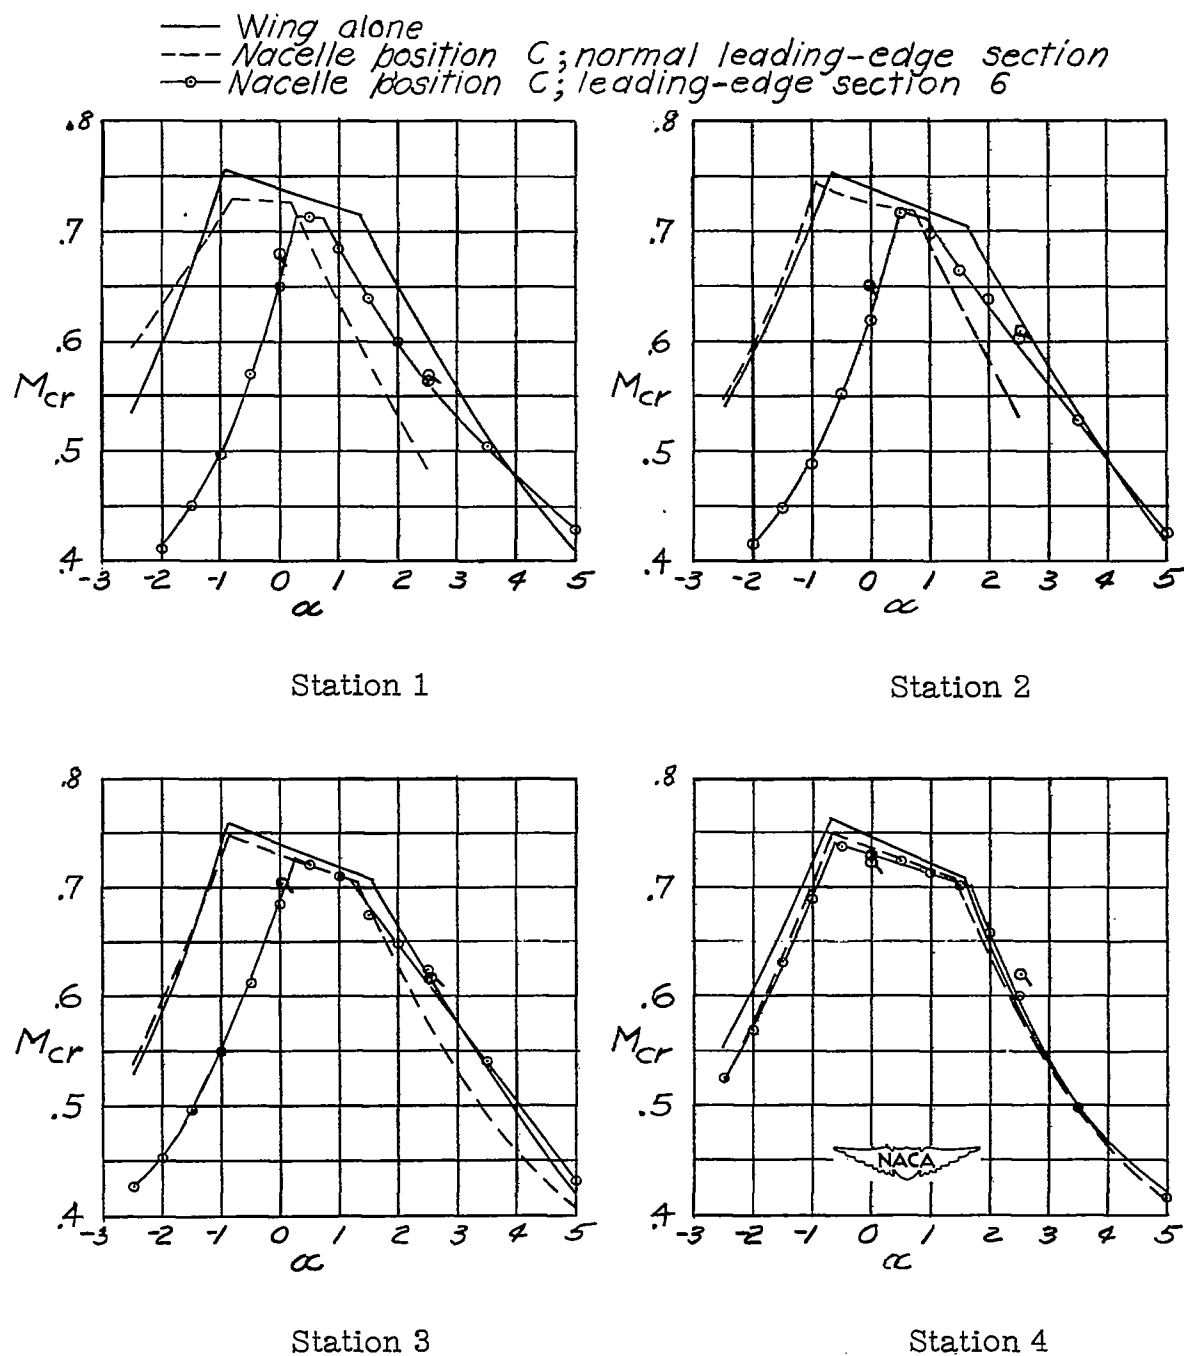 Wing alone
Nacelle position C; normal leading-edge section
Nacelle position C; leading-edge section 6
.8
.7
.6
Mcr
.5
.4
-3 -2 -1 0 1 2 3 4 5
α
Station 1
.8
.7
.6
Mcr
.5
.4
-3 -2 -1 0 1 2 3 4 5
α
Station 2
.8
.7
.6
Mcr
.5
.4
-3 -2 -1 0 1 2 3 4 5
α
Station 3
.8
.7
.6
Mcr
.5
.4
-3 -2 -1 0 1 2 3 4 5
α
NACA
Station 4